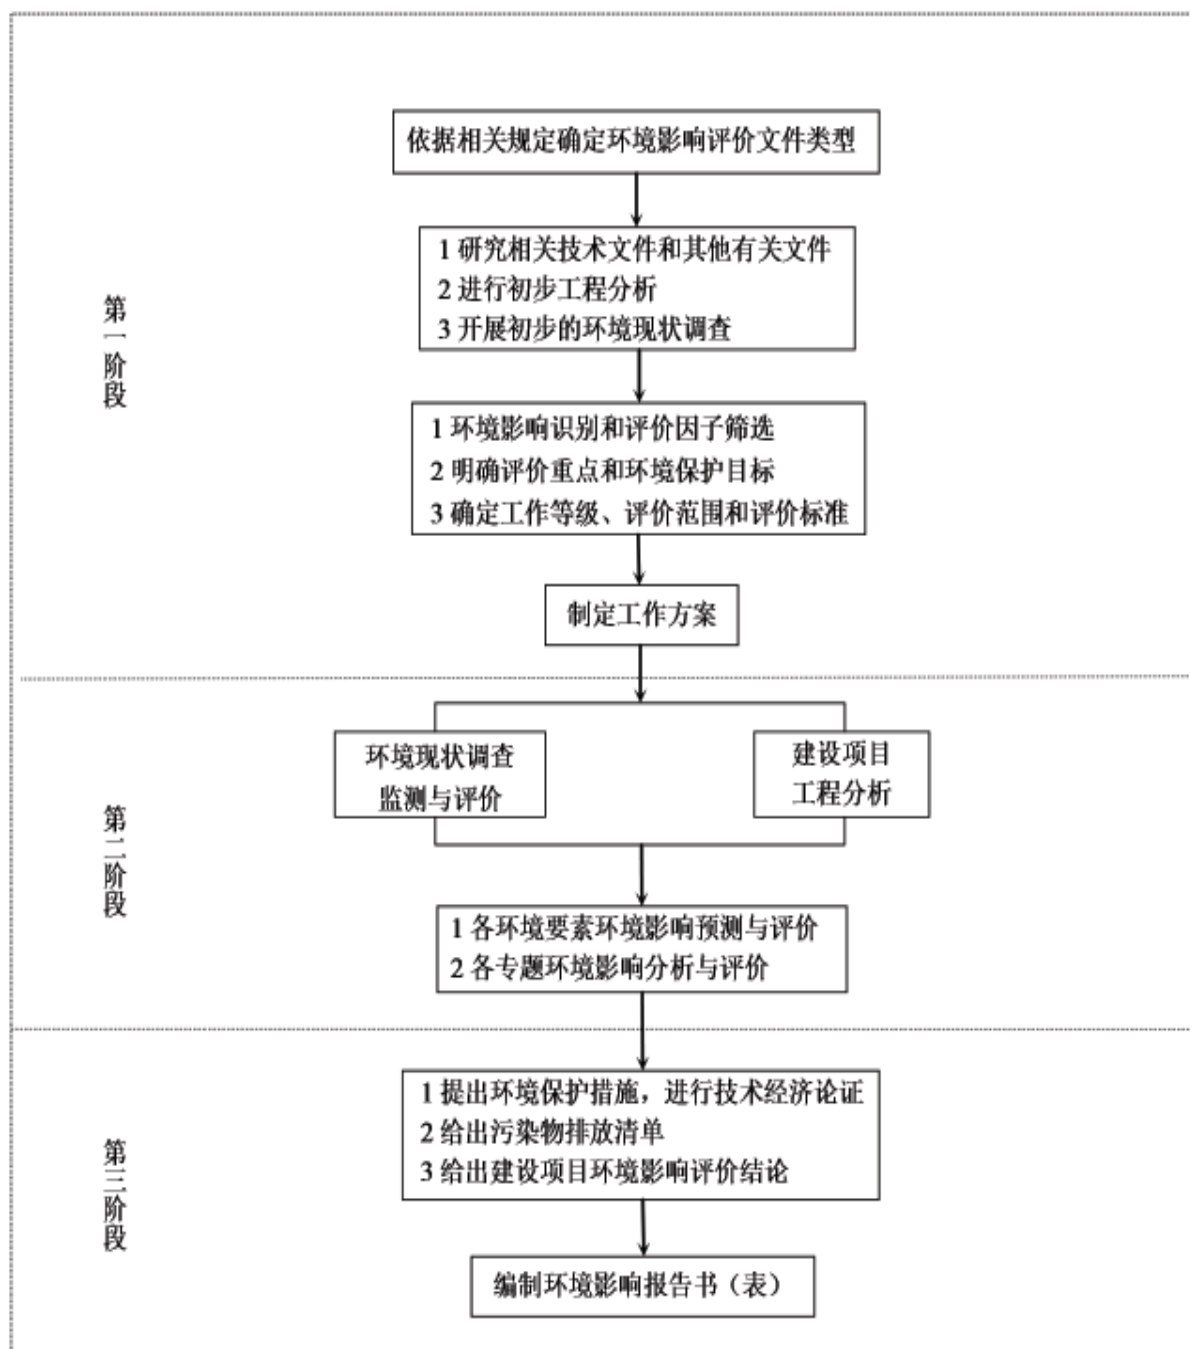 依据相关规定确定环境影响评价文件类型
1 研究相关技术文件和其他有关文件
2 进行初步工程分析
3 开展初步的环境现状调查
第一阶段
1 环境影响识别和评价因子筛选
2 明确评价重点和环境保护目标
3 确定工作等级、评价范围和评价标准
制定工作方案
环境现状调查
监测与评价
建设项目
工程分析
第二阶段
1 各环境要素环境影响预测与评价
2 各专题环境影响分析与评价
1 提出环境保护措施，进行技术经济论证
2 给出污染物排放清单
3 给出建设项目环境影响评价结论
第三阶段
编制环境影响报告书（表）